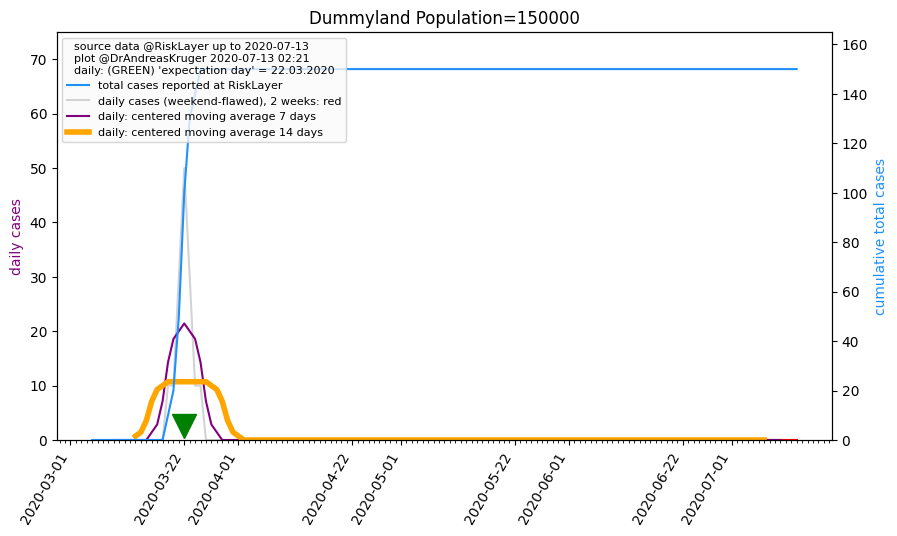 Dummyland Population=150000
source data @RiskLayer up to 2020-07-13
plot @DrAndreasKruger 2020-07-13 02:21
daily: (GREEN) 'expectation day' = 22.03.2020
total cases reported at RiskLayer
daily cases (weekend-flawed), 2 weeks: red
daily: centered moving average 7 days
daily: centered moving average 14 days
daily cases
70
60
50
40
30
20
10
0
160
140
120
100
80
60
40
20
0
cumulative total cases
2020-03-01
2020-03-22
2020-04-01
2020-04-22
2020-05-01
2020-05-22
2020-06-01
2020-06-22
2020-07-01